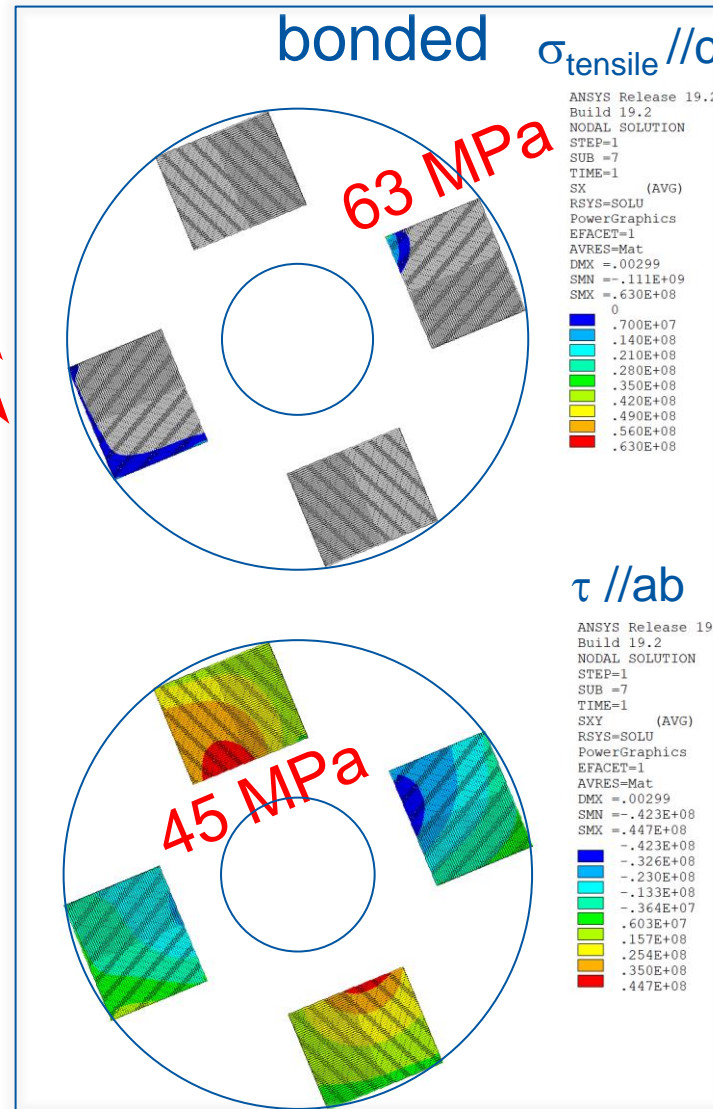 bonded
σtensile //c
63 MPa
ANSYS Release 19.2
Build 19.2
NODAL SOLUTION
STEP=1
SUB =7
TIME=1
SX (AVG)
RSYS=SOLU
PowerGraphics
EFACET=1
AVRES=Mat
DMX =.00299
SMN =-.111E+09
SMX =.630E+08
0
.700E+07
.140E+08
.210E+08
.280E+08
.350E+08
.420E+08
.490E+08
.560E+08
.630E+08
τ //ab
45 MPa
ANSYS Release 19
Build 19.2
NODAL SOLUTION
STEP=1
SUB =7
TIME=1
SXY (AVG)
RSYS=SOLU
PowerGraphics
EFACET=1
AVRES=Mat
DMX =.00299
SMN =-.423E+08
SMX =.447E+08
-.423E+08
-.326E+08
-.230E+08
-.133E+08
-.364E+07
.603E+07
.157E+08
.254E+08
.350E+08
.447E+08